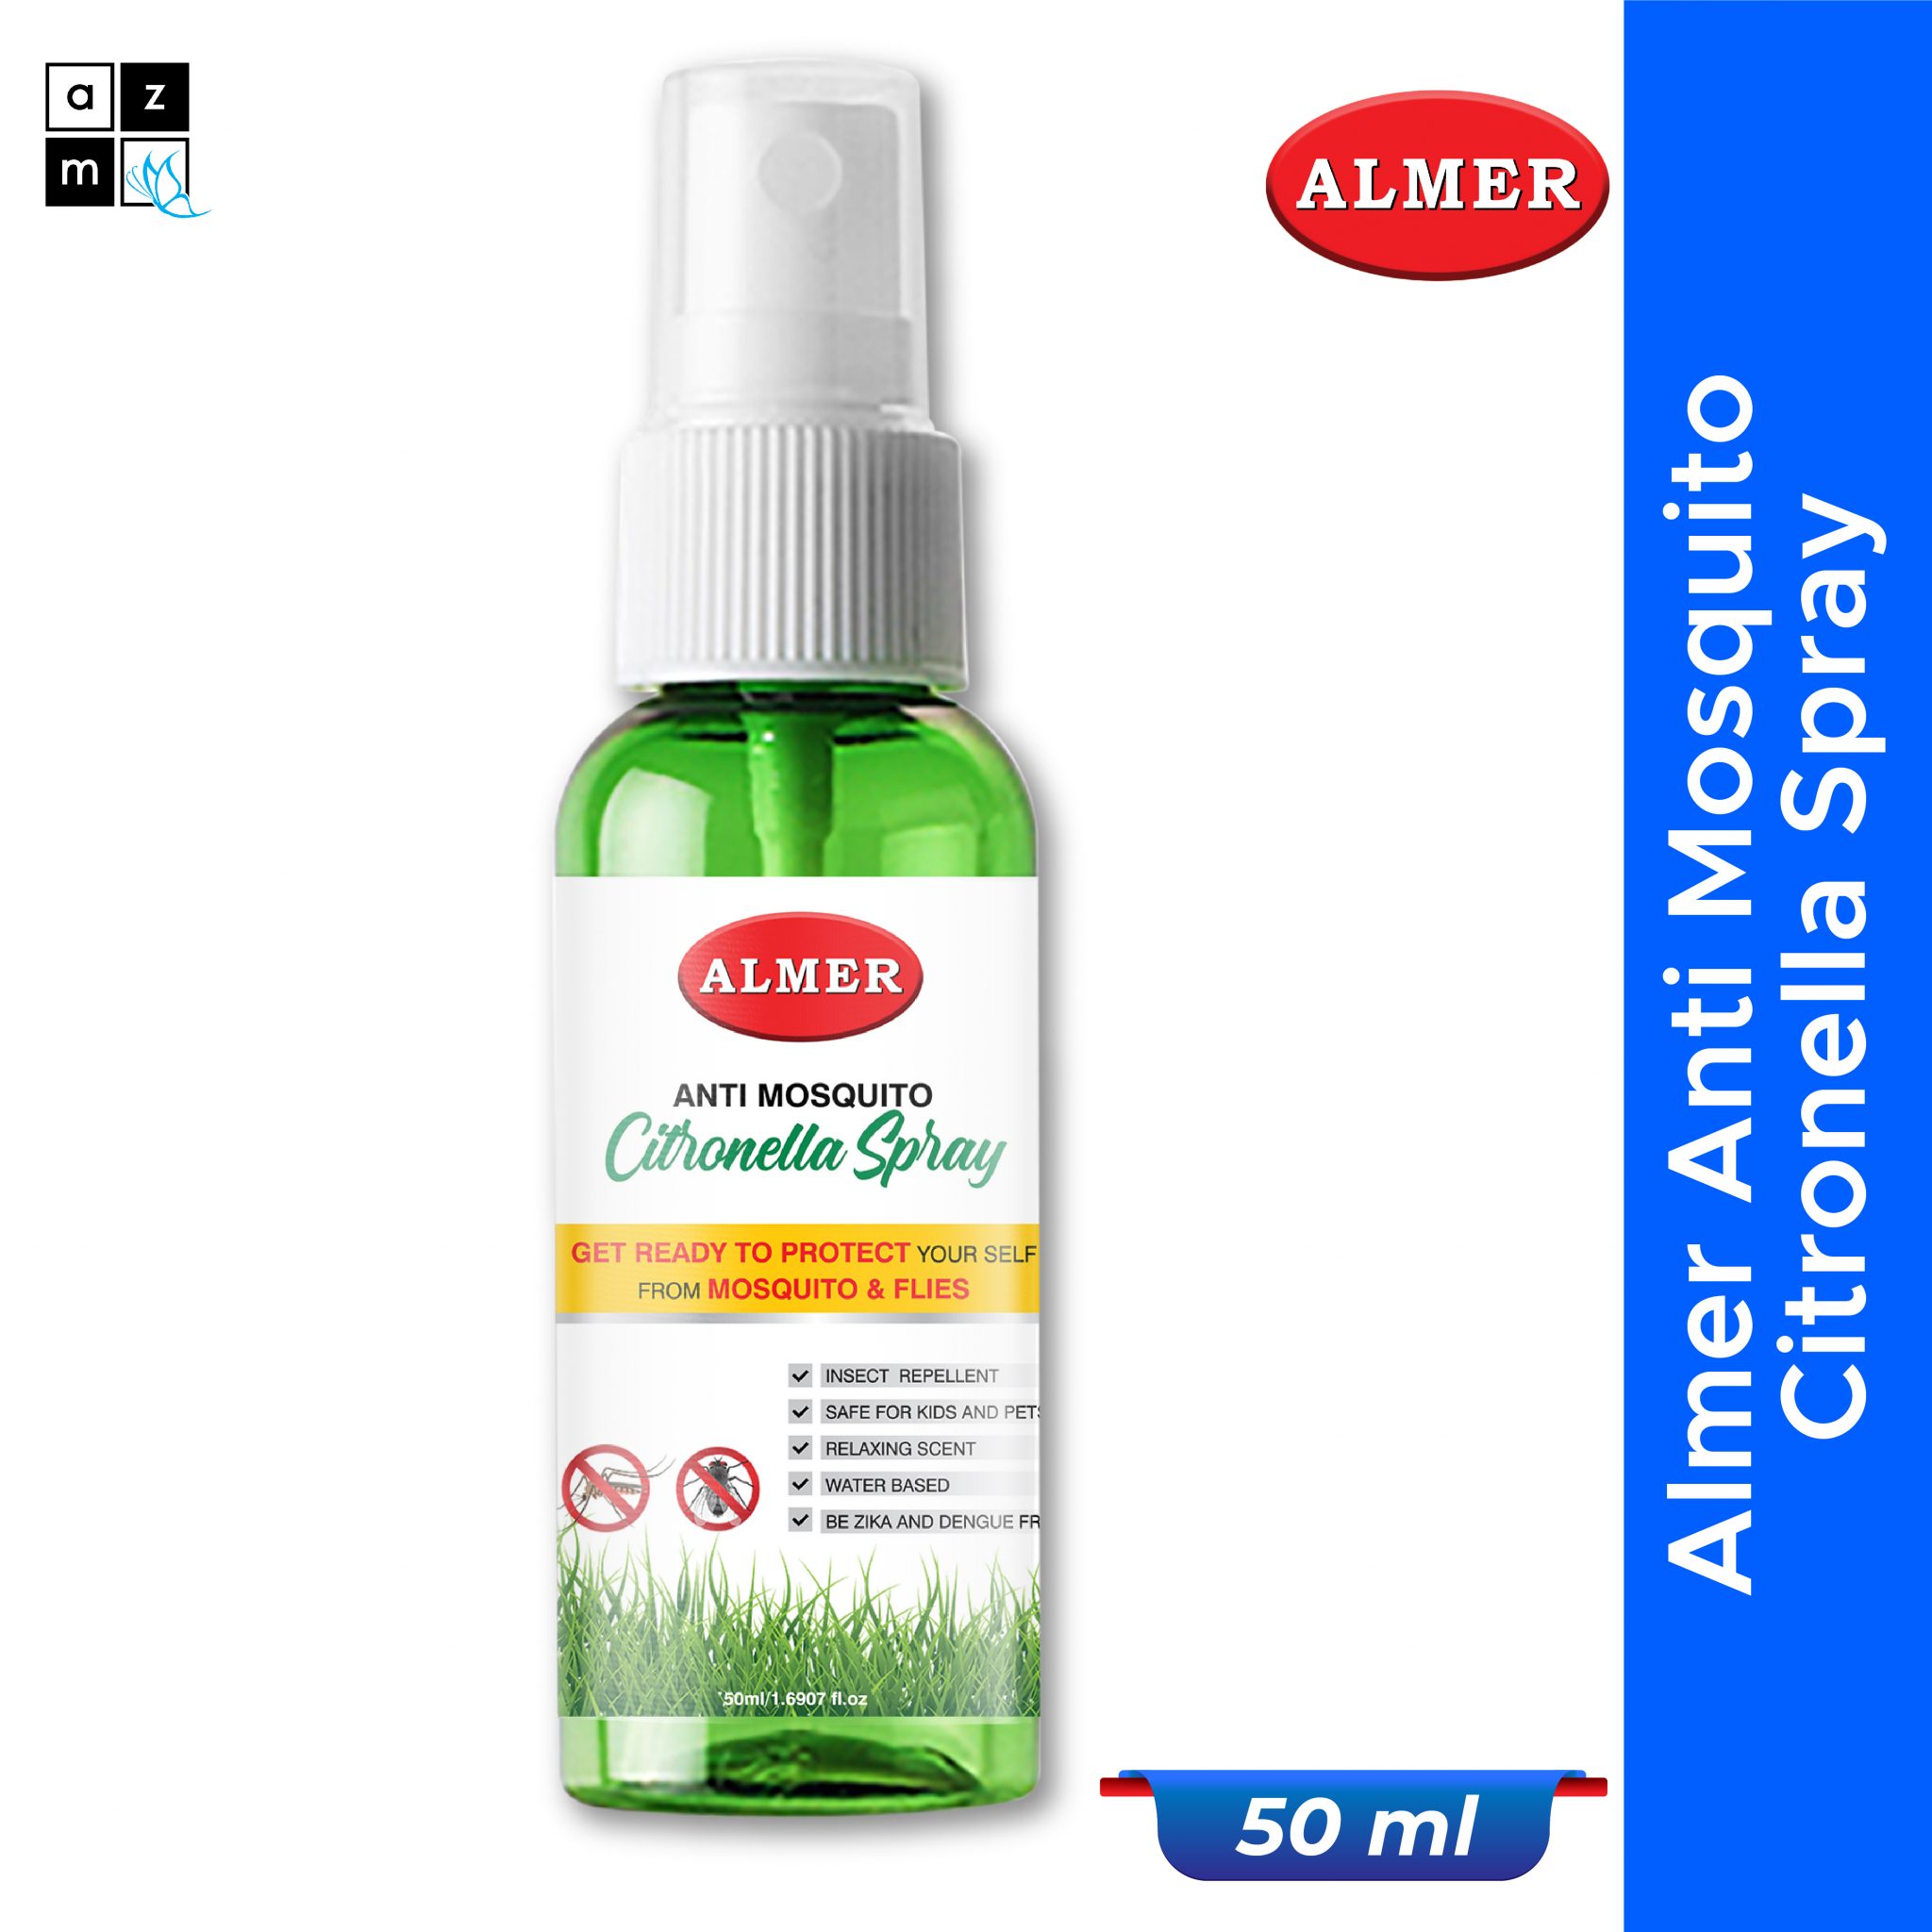 a z
m
ALMER
ALMER
ANTI MOSQUITO
Citronella Spray
GET READY TO PROTECT YOUR SELF
FROM MOSQUITO & FLIES
INSECT REPELLENT
SAFE FOR KIDS AND PETS
RELAXING SCENT
WATER BASED
BE ZIKA AND DENGUE FR
50ml/1.6907 fl.oz
50 ml
Almer Anti Mosquito
Citronella Spray